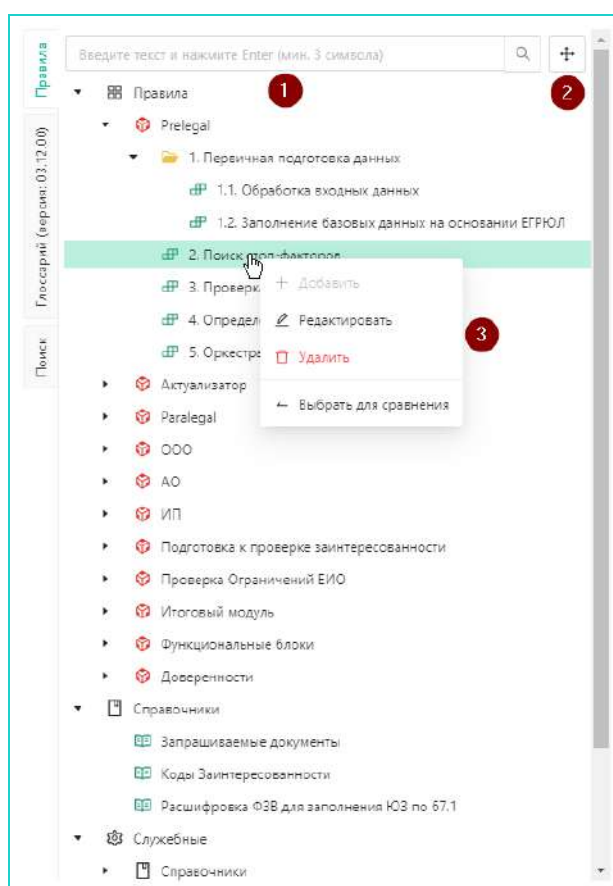 Правила
Глоссарий (версия: 03.12.00)
Поиск
Введите текст и нажмите Enter (мин. 3 символа)
1
2
Правила
Prelegal
1. Первичная подготовка данных
1.1. Обработка входных данных
1.2. Заполнение базовых данных на основании ЕГРЮЛ
2. Поиск стоп-факторов
3. Проверк
4. Определ
5. Оркестра
Добавить
Редактировать
Удалить
Выбрать для сравнения
3
Актуализатор
Paralegal
ООО
АО
ИП
Подготовка к проверке заинтересованности
Проверка Ограничений ЕИО
Итоговый модуль
Функциональные блоки
Доверенности
Справочники
Запрашиваемые документы
Коды Заинтересованности
Расшифровка ФЗВ для заполнения ЮЗ по 67.1
Служебные
Справочники